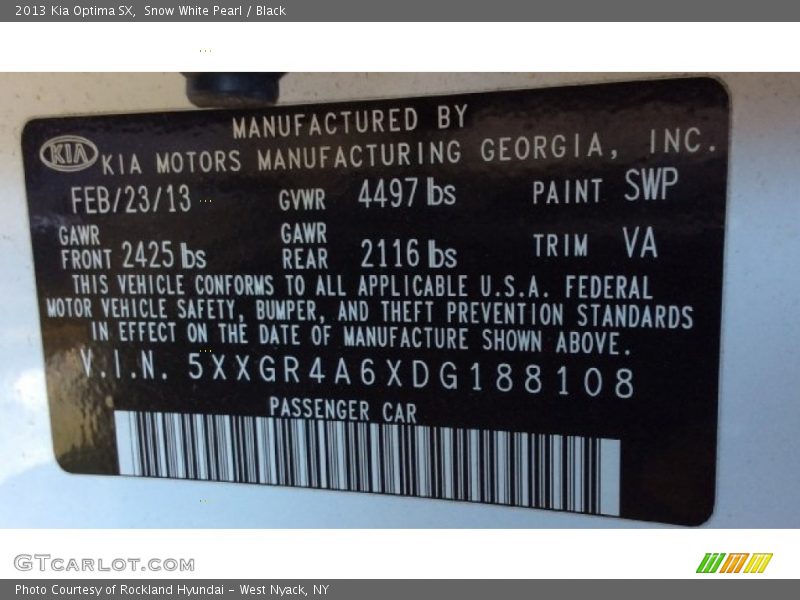 2013 Kia Optima SX,  Snow White Pearl / Black
MANUFACTURED BY
KIA KIA MOTORS MANUFACTURING GEORGIA, INC.
FEB/23/13 GVWR 4497 lbs PAINT SWP
GAWR GAWR
FRONT 2425 lbs REAR 2116 lbs TRIM VA
THIS VEHICLE CONFORMS TO ALL APPLICABLE U.S.A. FEDERAL
MOTOR VEHICLE SAFETY, BUMPER, AND THEFT PREVENTION STANDARDS
IN EFFECT ON THE DATE OF MANUFACTURE SHOWN ABOVE.
V.I.N. 5XXGR4A6XDG188108
PASSENGER CAR
GTCARLOT.COM
Photo Courtesy of Rockland Hyundai - West Nyack, NY